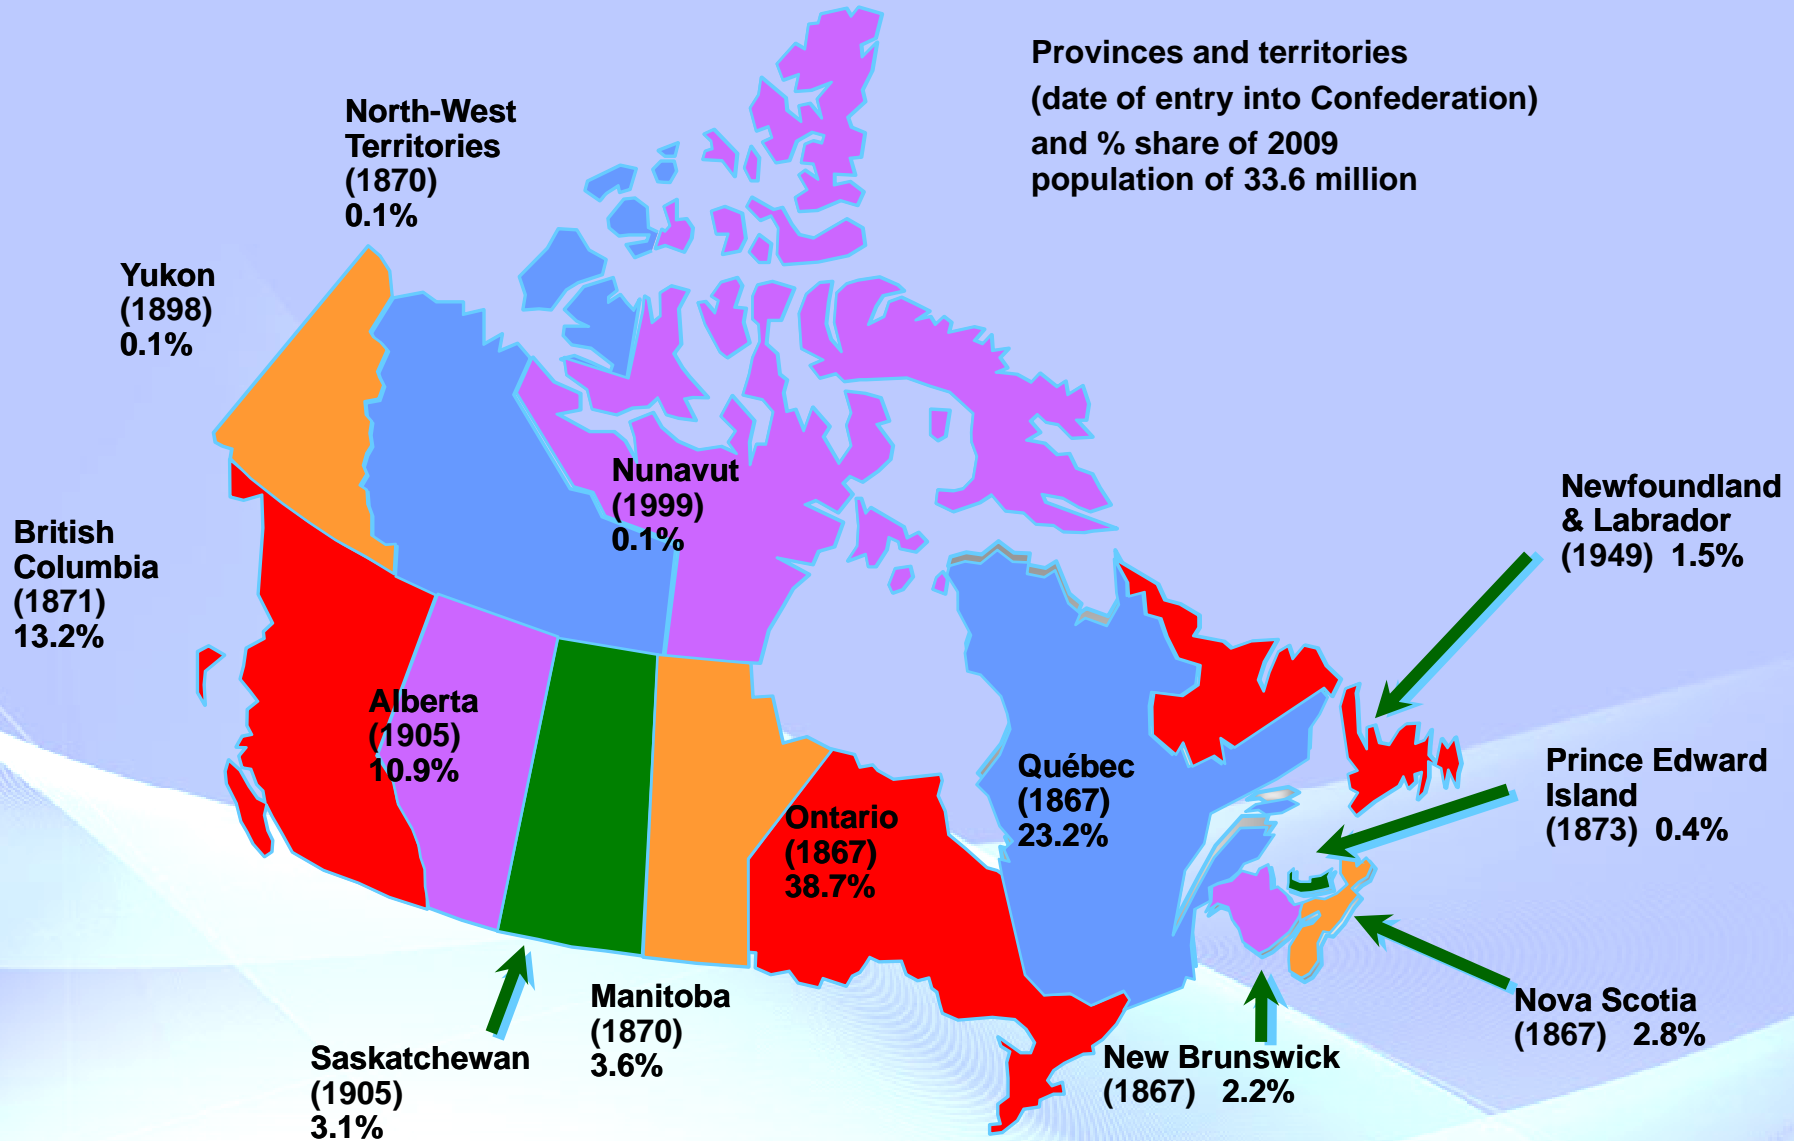 Provinces and territories
(date of entry into Confederation)
and % share of 2009
population of 33.6 million
North-West
Territories
(1870)
0.1%
Yukon
(1898)
0.1%
Nunavut
(1999)
0.1%
British
Columbia
(1871)
13.2%
Newfoundland
& Labrador
(1949) 1.5%
Alberta
(1905)
10.9%
Québec
(1867)
23.2%
Prince Edward
Island
(1873) 0.4%
Ontario
(1867)
38.7%
Manitoba
(1870)
3.6%
Saskatchewan
(1905)
3.1%
New Brunswick
(1867) 2.2%
Nova Scotia
(1867) 2.8%